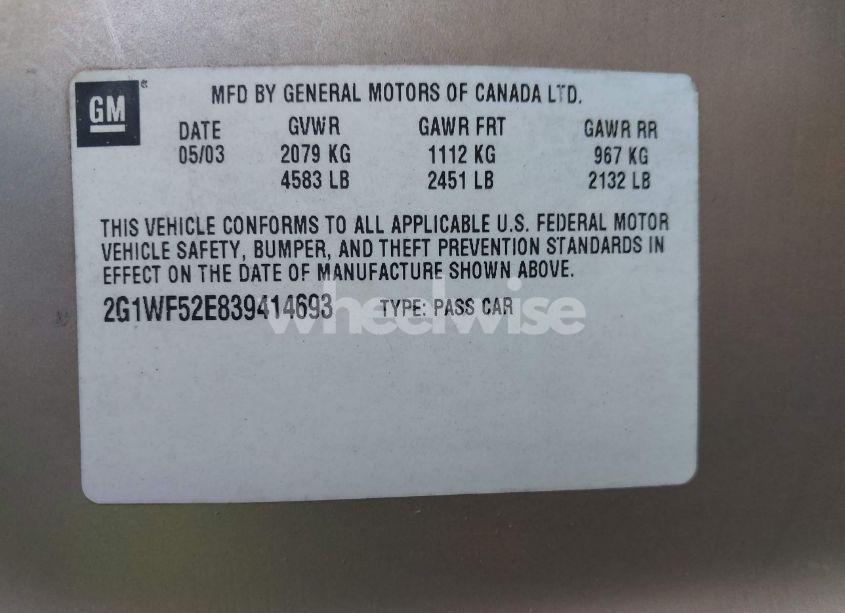 GM
MFD BY GENERAL MOTORS OF CANADA LTD.
DATE GVWR GAWR FRT GAWR RR
05/03 2079 KG 1112 KG 967 KG
4583 LB 2451 LB 2132 LB
THIS VEHICLE CONFORMS TO ALL APPLICABLE U.S. FEDERAL MOTOR
VEHICLE SAFETY, BUMPER, AND THEFT PREVENTION STANDARDS IN
EFFECT ON THE DATE OF MANUFACTURE SHOWN ABOVE.
2G1WF52E839414693 TYPE: PASS CAR
wheelwise